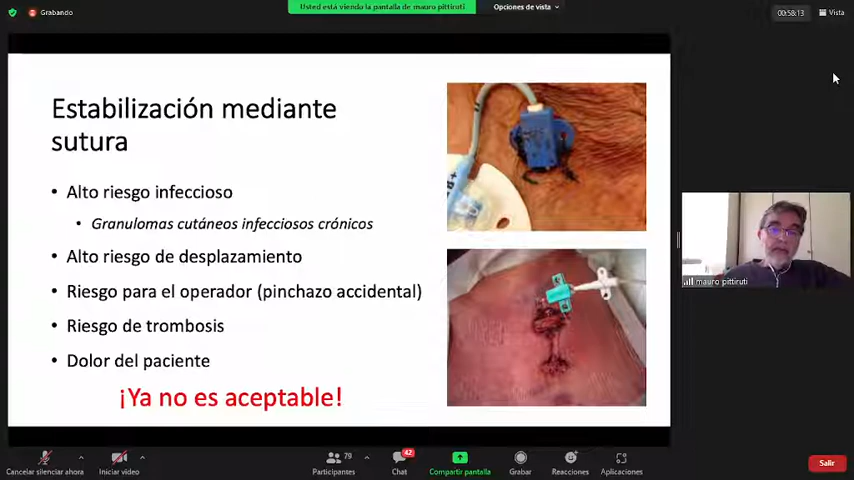 Grabando
Usted está viendo la pantalla de mauro pittiruti
Opciones de vista
00:58:13
Vista
Estabilización mediante
sutura
• Alto riesgo infeccioso
• Granulomas cutáneos infecciosos crónicos
• Alto riesgo de desplazamiento
• Riesgo para el operador (pinchazo accidental)
• Riesgo de trombosis
• Dolor del paciente
¡Ya no es aceptable!
mauro pittiruti
Cancelar silenciar ahora
Iniciar video
79
Participantes
42
Chat
Compartir pantalla
Grabar
Reacciones
Aplicaciones
Salir